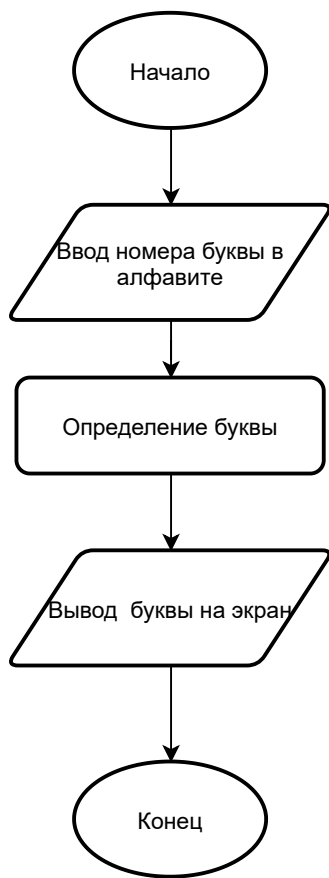 Начало
Ввод номера буквы в
алфавите
Определение буквы
Вывод  буквы на экран
Конец